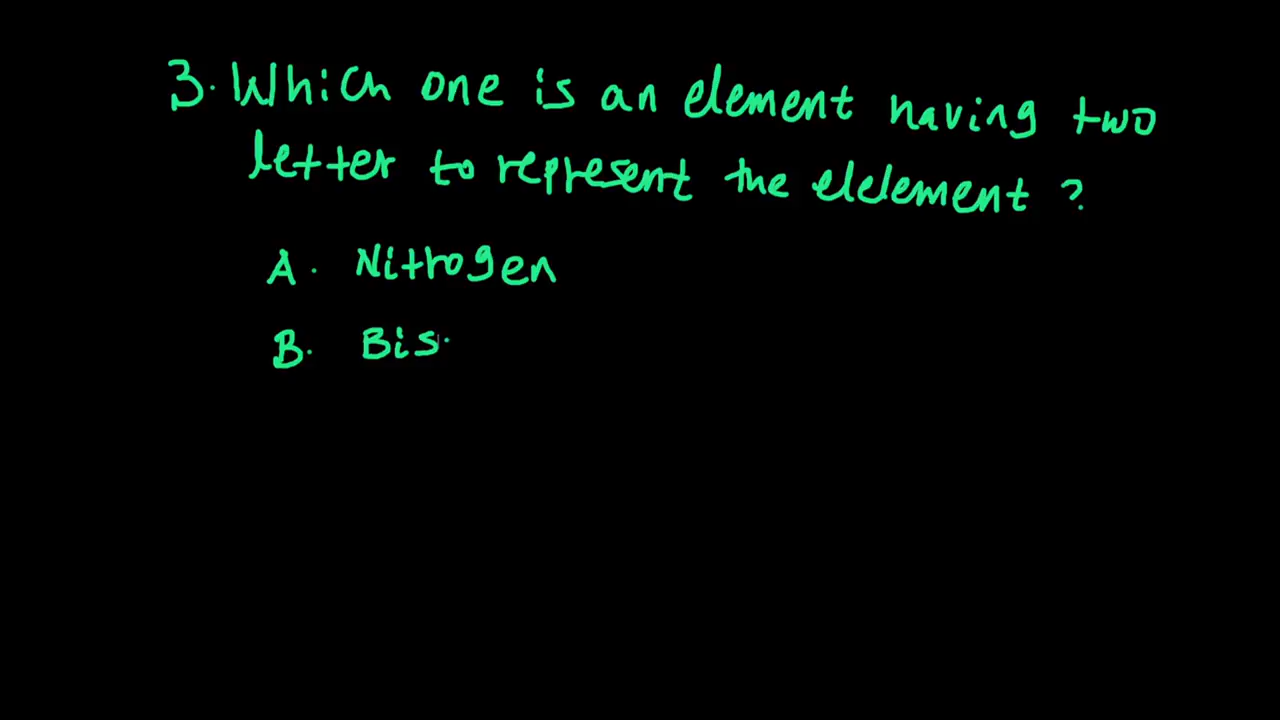 3. Which one is an element having two
letter to represent the elelement ?
A. Nitrogen
B. Bis.